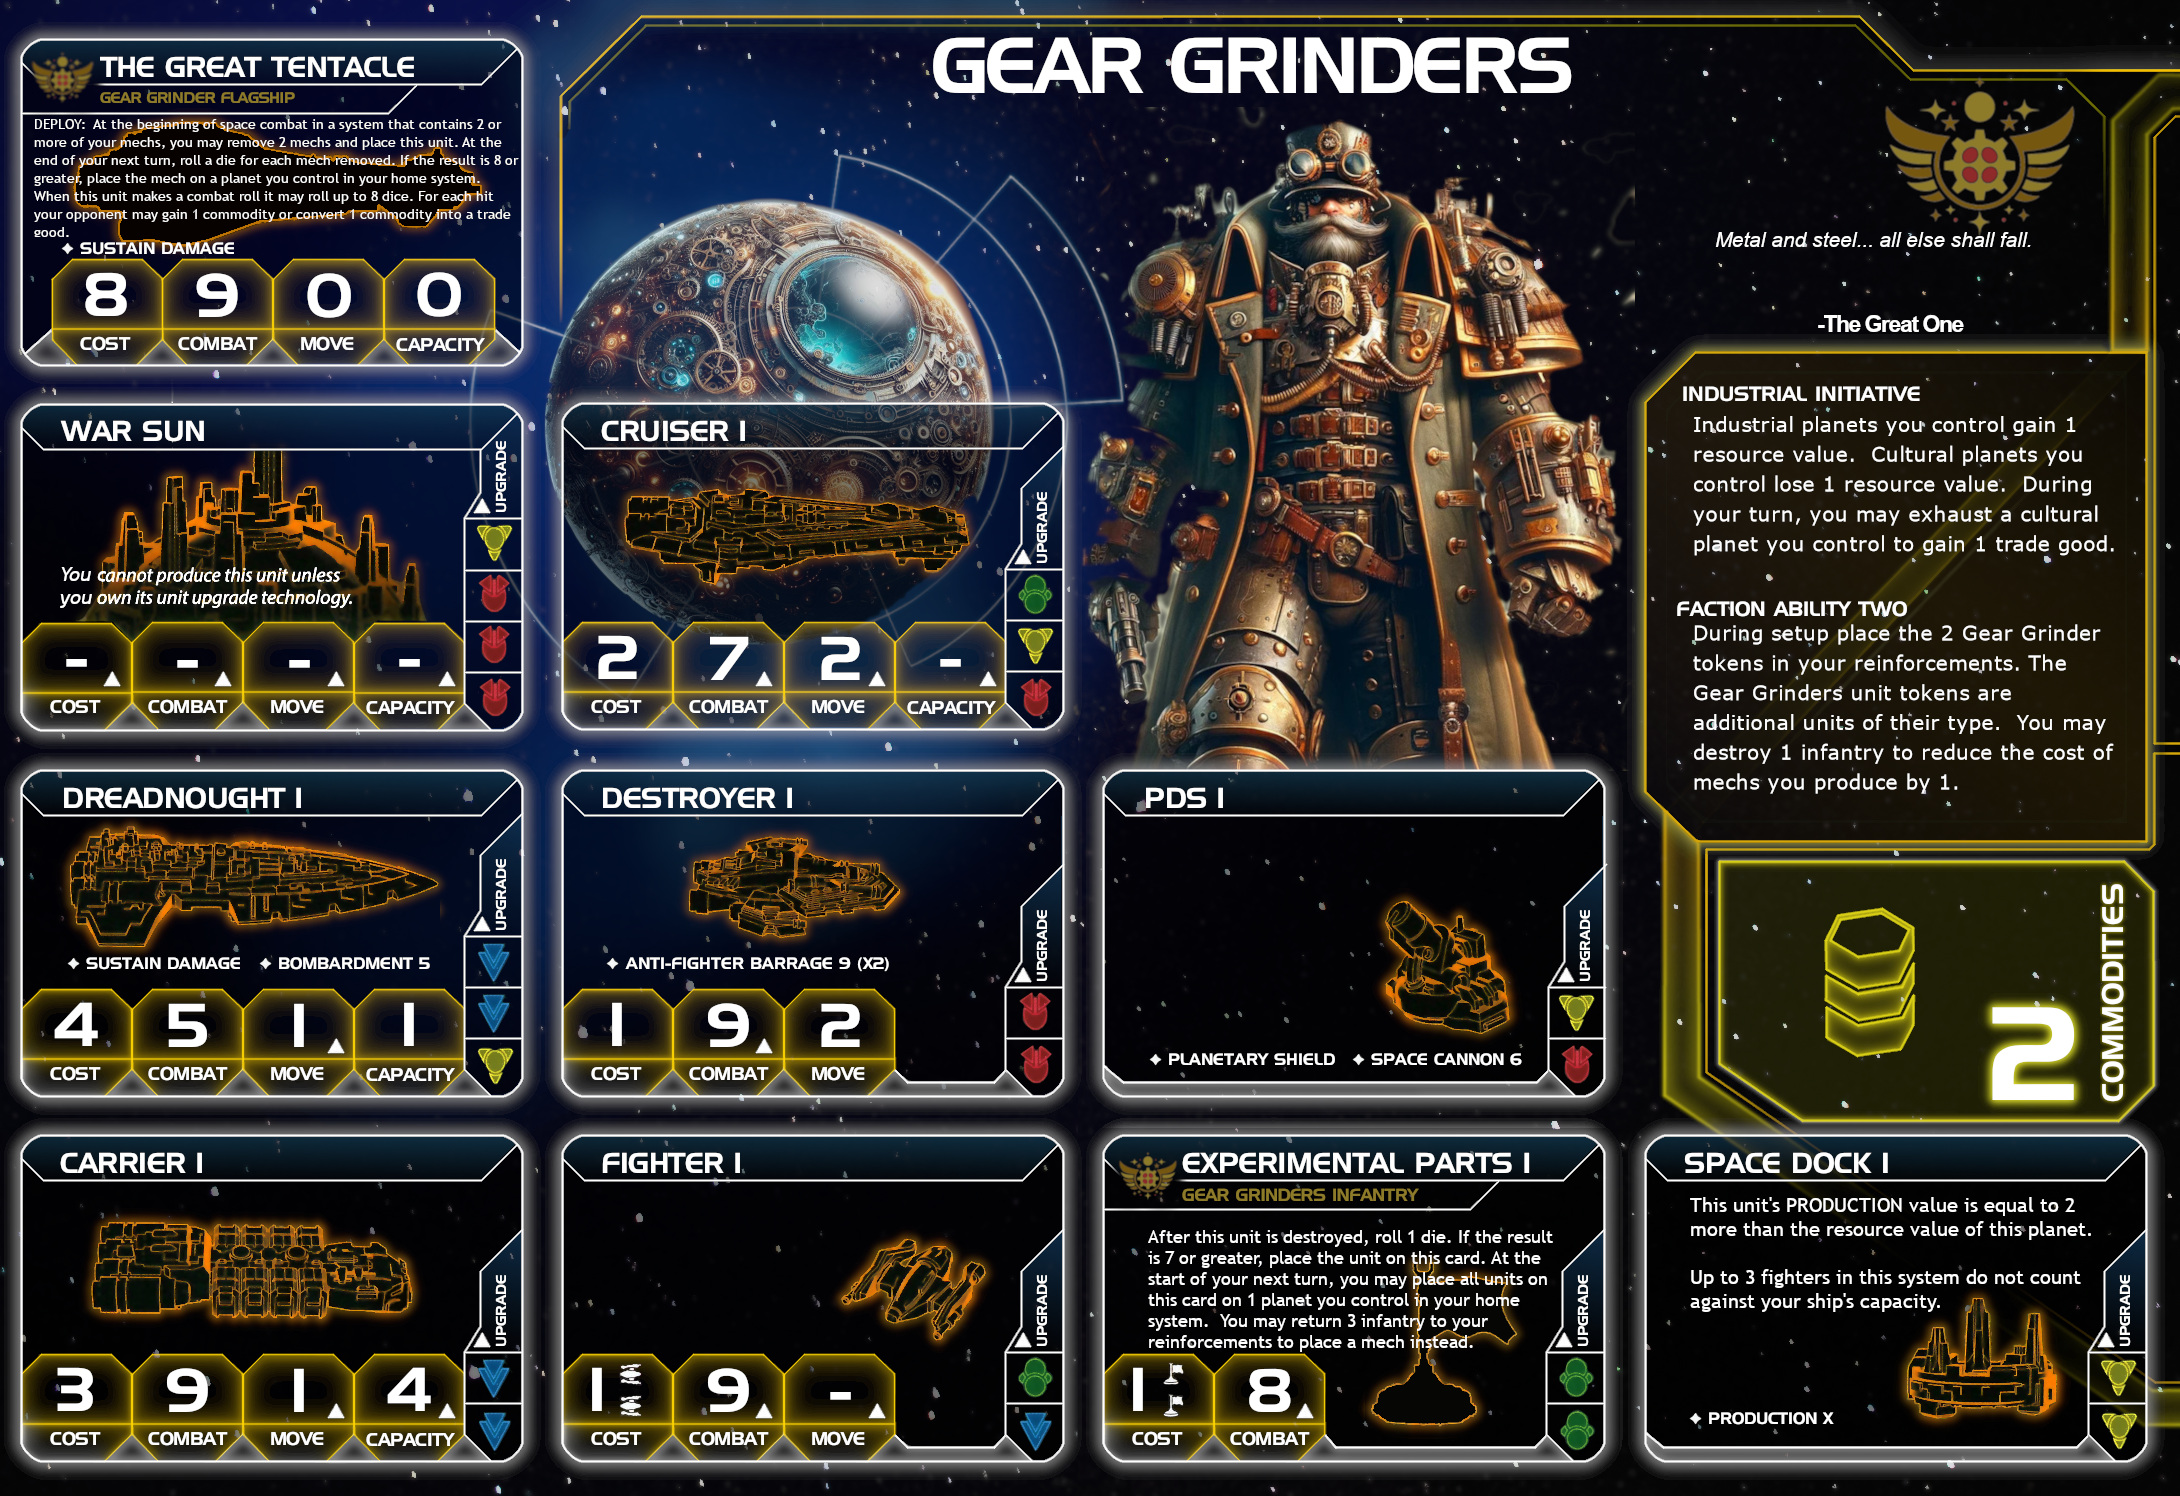 GEAR GRINDERS
THE GREAT TENTACLE
GEAR GRINDER FLAGSHIP
DEPLOY:  At the beginning of space combat in a system that contains 2 or
more of your mechs, you may remove 2 mechs and place this unit. At the
end of your next turn, roll a die for each mech removed. If the result is 8 or
greater, place the mech on a planet you control in your home system.
When this unit makes a combat roll it may roll up to 8 dice. For each hit
your opponent may gain 1 commodity or convert 1 commodity into a trade
good.
SUSTAIN DAMAGE
8 9 0 0
COST COMBAT MOVE CAPACITY
Metal and steel... all else shall fall.
-The Great One
WAR SUN
UPGRADE
You cannot produce this unit unless
you own its unit upgrade technology.
- - - -
COST COMBAT MOVE CAPACITY
CRUISER I
UPGRADE
2 7 2 -
COST COMBAT MOVE CAPACITY
INDUSTRIAL INITIATIVE
Industrial planets you control gain 1
resource value.  Cultural planets you
control lose 1 resource value.  During
your turn, you may exhaust a cultural
planet you control to gain 1 trade good.
FACTION ABILITY TWO
During setup place the 2 Gear Grinder
tokens in your reinforcements. The
Gear Grinders unit tokens are
additional units of their type.  You may
destroy 1 infantry to reduce the cost of
mechs you produce by 1.
DREADNOUGHT I
UPGRADE
SUSTAIN DAMAGE BOMBARDMENT 5
4 5 1 1
COST COMBAT MOVE CAPACITY
DESTROYER I
UPGRADE
ANTI-FIGHTER BARRAGE 9 (X2)
1 9 2
COST COMBAT MOVE
PDS I
UPGRADE
PLANETARY SHIELD SPACE CANNON 6
2
COMMODITIES
CARRIER I
UPGRADE
3 9 1 4
COST COMBAT MOVE CAPACITY
FIGHTER I
UPGRADE
1 9 -
COST COMBAT MOVE
EXPERIMENTAL PARTS I
GEAR GRINDERS INFANTRY
After this unit is destroyed, roll 1 die. If the result
is 7 or greater, place the unit on this card. At the
start of your next turn, you may place all units on
this card on 1 planet you control in your home
system.  You may return 3 infantry to your
reinforcements to place a mech instead.
UPGRADE
1 8
COST COMBAT
SPACE DOCK I
This unit's PRODUCTION value is equal to 2
more than the resource value of this planet.
Up to 3 fighters in this system do not count
against your ship's capacity.
UPGRADE
PRODUCTION X